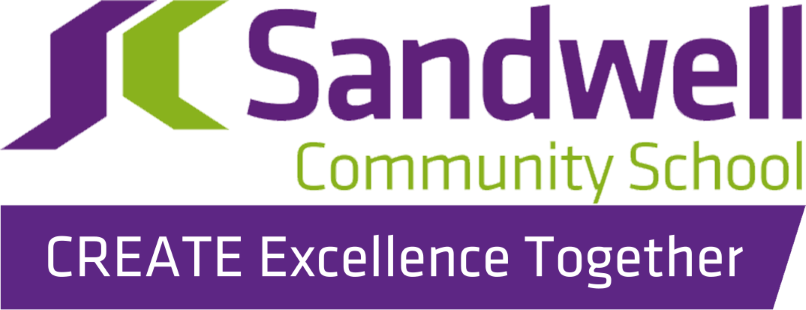 Sandwell
Community School
CREATE Excellence Together